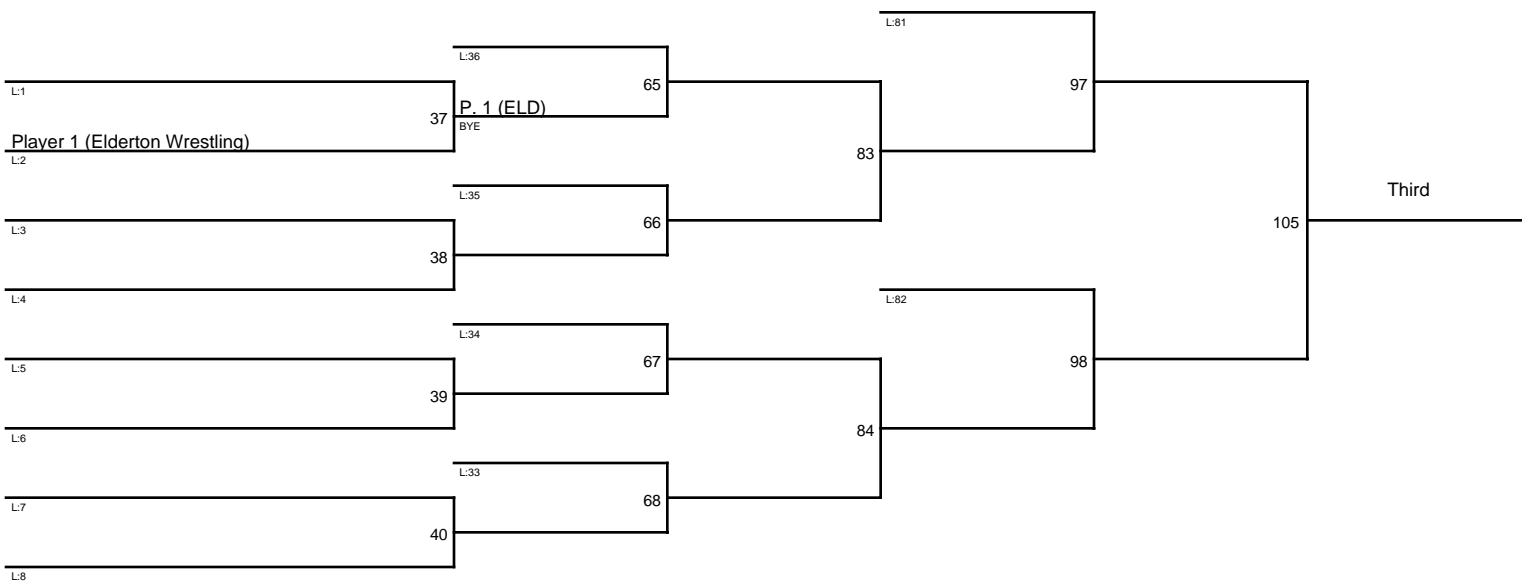 L:81
L:36
65
97
L:1
P. 1 (ELD)
37
BYE
Player 1 (Elderton Wrestling)
83
L:2
L:35
Third
66
105
L:3
38
L:82
L:4
L:34
67
98
L:5
39
84
L:6
L:33
68
L:7
40
L:8